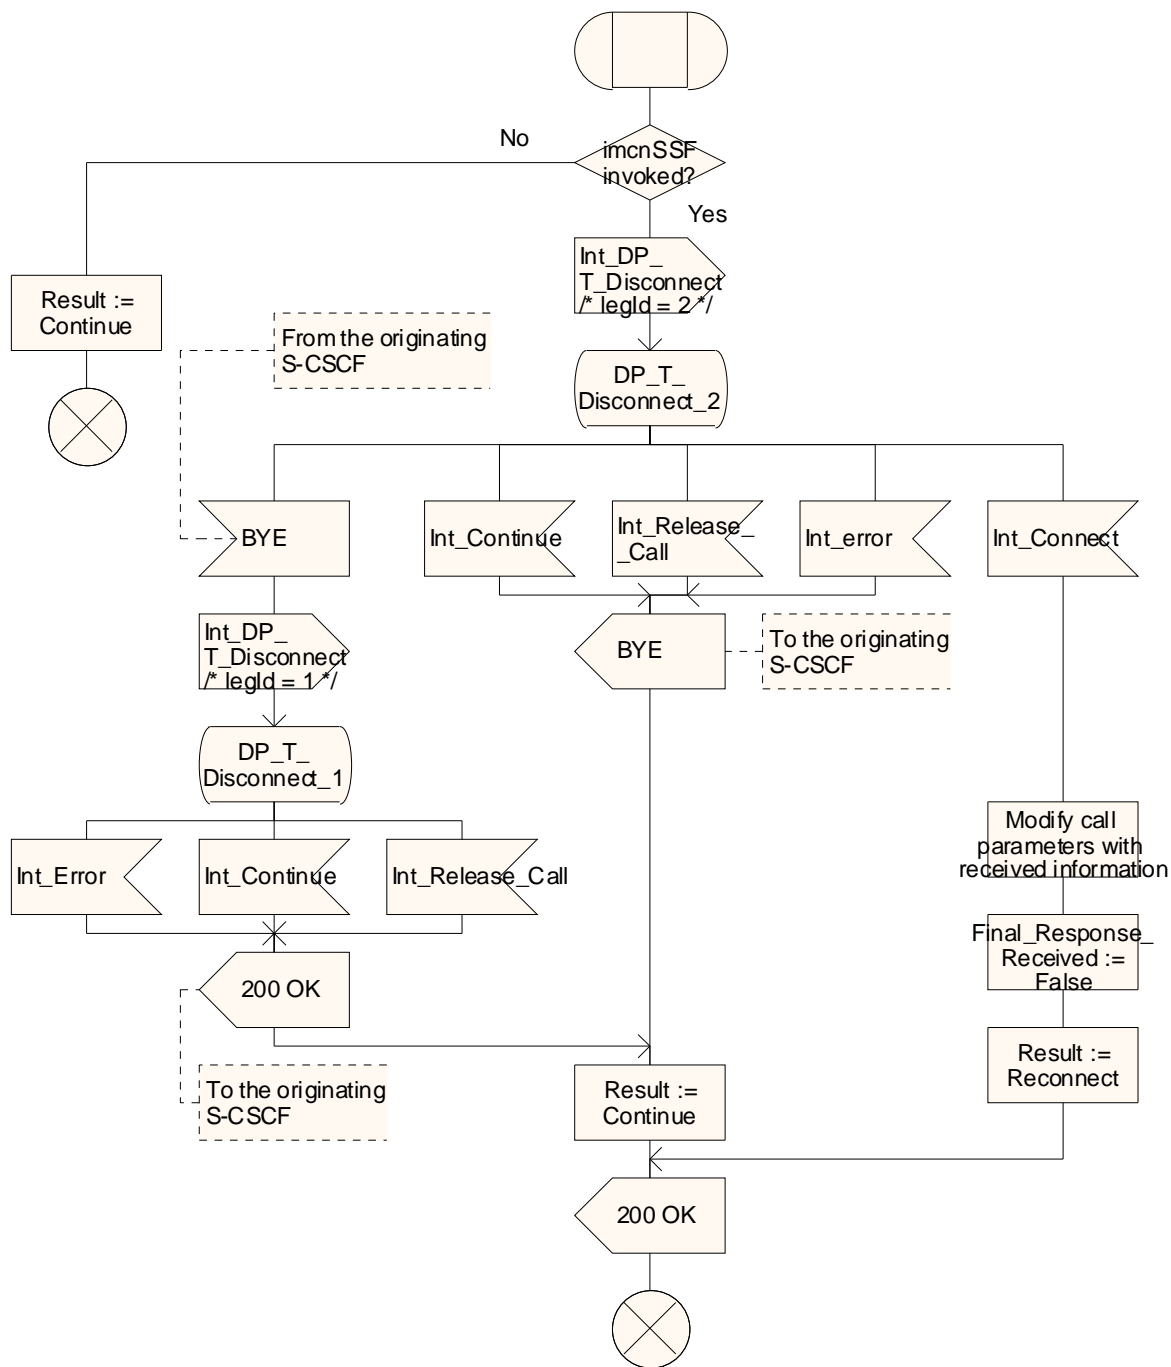 No
imcnSSF
invoked?
Yes
Int_DP_
T_Disconnect
/* legId = 2 */
Result :=
Continue
From the originating
S-CSCF
DP_T_
Disconnect_2
BYE
Int_Continue
Int_Release_
_Call
Int_error
Int_Connect
Int_DP_
T_Disconnect
/* legId = 1 */
BYE
To the originating
S-CSCF
DP_T_
Disconnect_1
Modify call
parameters with
received information
Int_Error
Int_Continue
Int_Release_Call
Final_Response_
Received :=
False
200 OK
Result :=
Reconnect
To the originating
S-CSCF
Result :=
Continue
200 OK